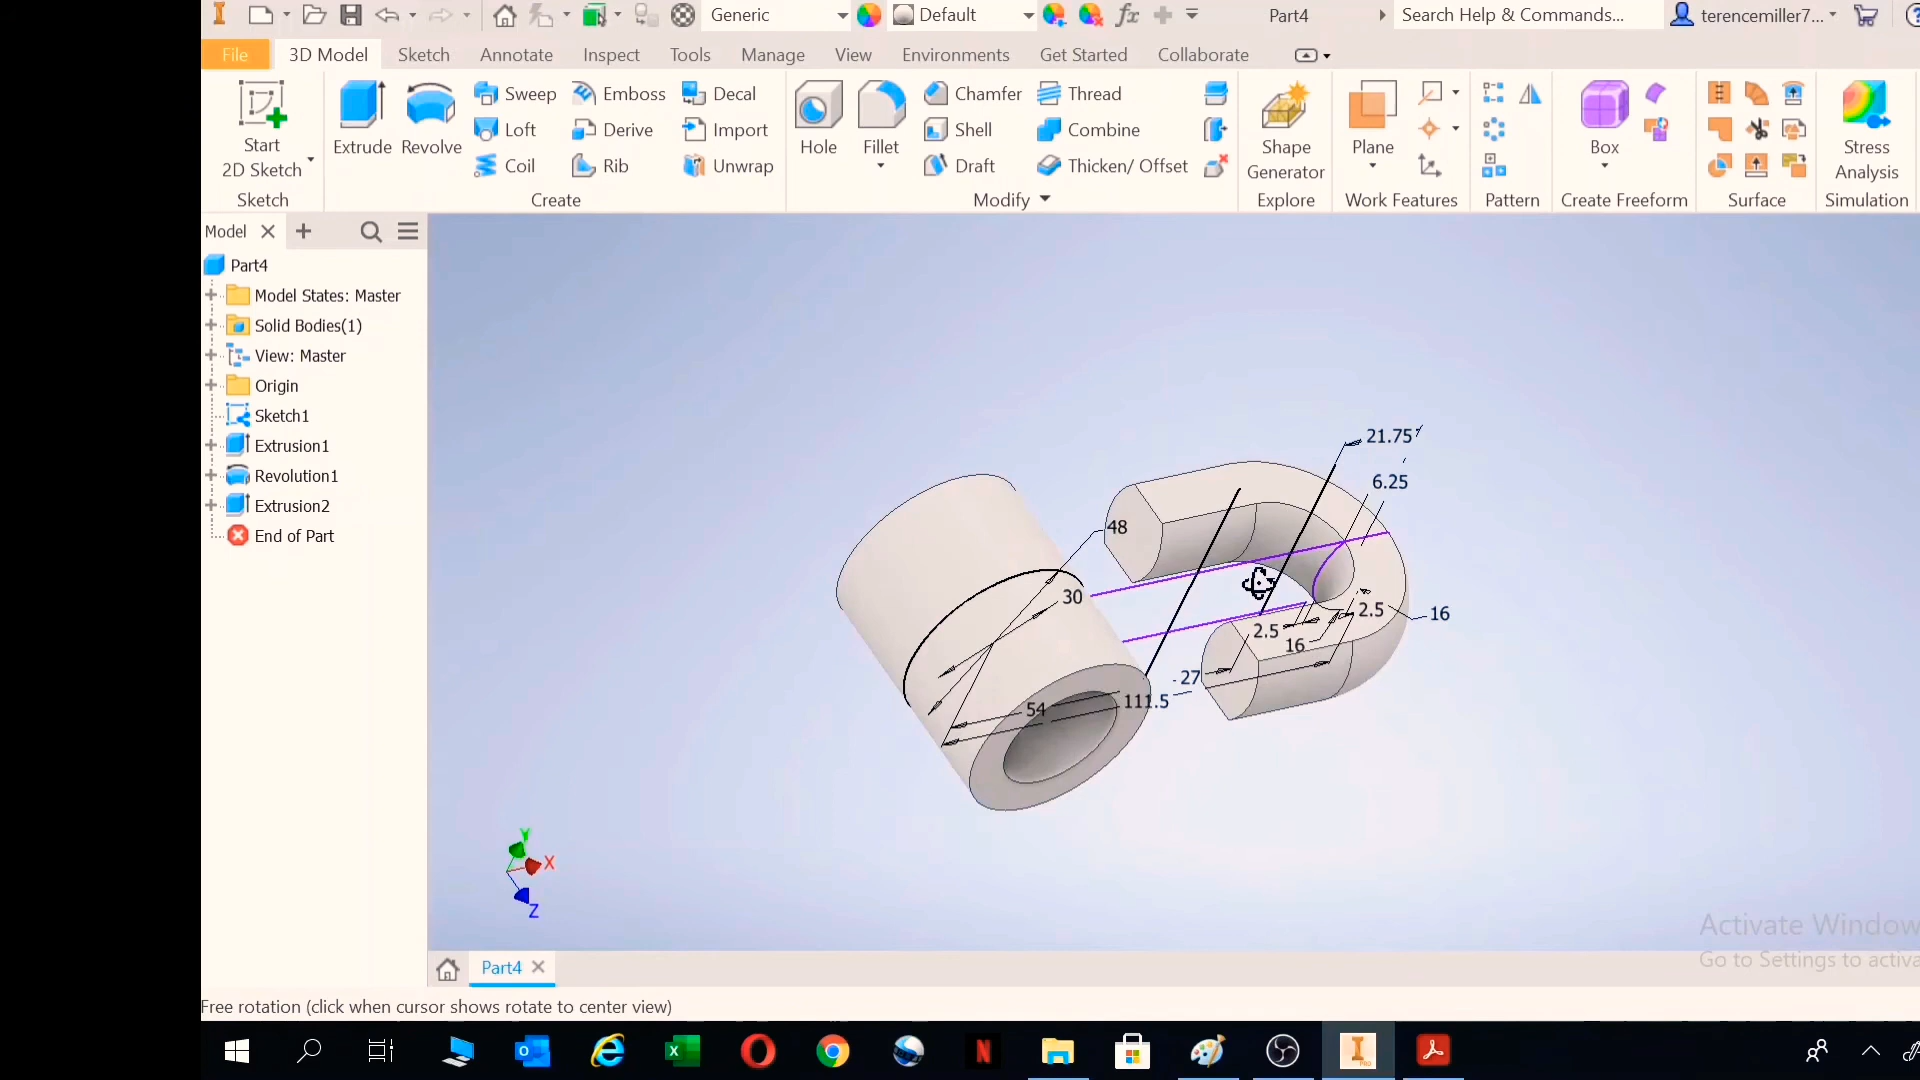 Generic
Default
fx
Part4
Search Help & Commands...
terencemiller7...
File
3D Model
Sketch
Annotate
Inspect
Tools
Manage
View
Environments
Get Started
Collaborate
Start
2D Sketch
Extrude
Revolve
Sweep
Loft
Coil
Emboss
Derive
Rib
Decal
Import
Unwrap
Hole
Fillet
Chamfer
Shell
Draft
Thread
Combine
Thicken/ Offset
Shape
Generator
Plane
Box
Stress
Analysis
Sketch
Create
Modify
Explore
Work Features
Pattern
Create Freeform
Surface
Simulation
Model
Part4
Model States: Master
Solid Bodies(1)
View: Master
Origin
Sketch1
Extrusion1
Revolution1
Extrusion2
End of Part
21.75
6.25
48
30
2.5
16
2.5
16
27
111.5
54
Y
X
Z
Activate Window
Go to Settings to activa
Part4
Free rotation (click when cursor shows rotate to center view)